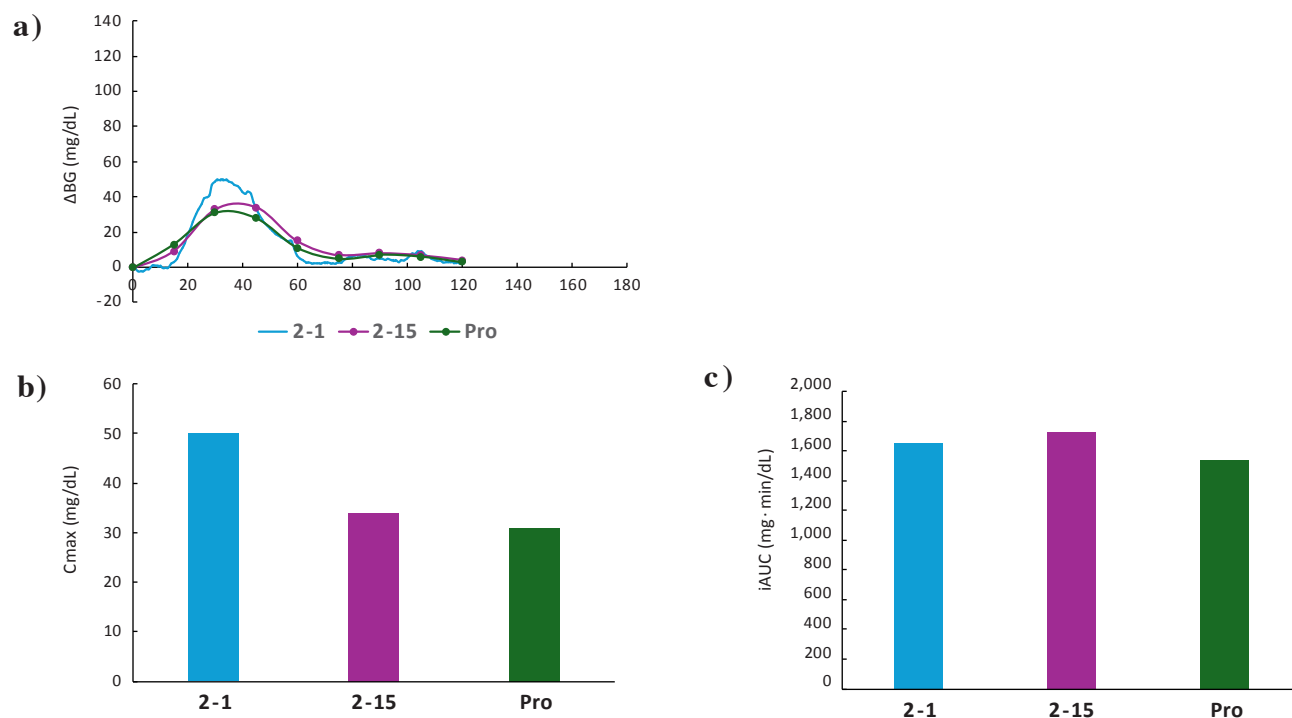 a)
140
120
100
80
60
40
20
0
-20
ΔBG (mg/dL)
0 20 40 60 80 100 120 140 160 180
2-1 2-15 Pro
b)
60
50
40
30
20
10
0
Cmax (mg/dL)
2-1 2-15 Pro
c)
2,000
1,800
1,600
1,400
1,200
1,000
800
600
400
200
0
iAUC (mg·min/dL)
2-1 2-15 Pro